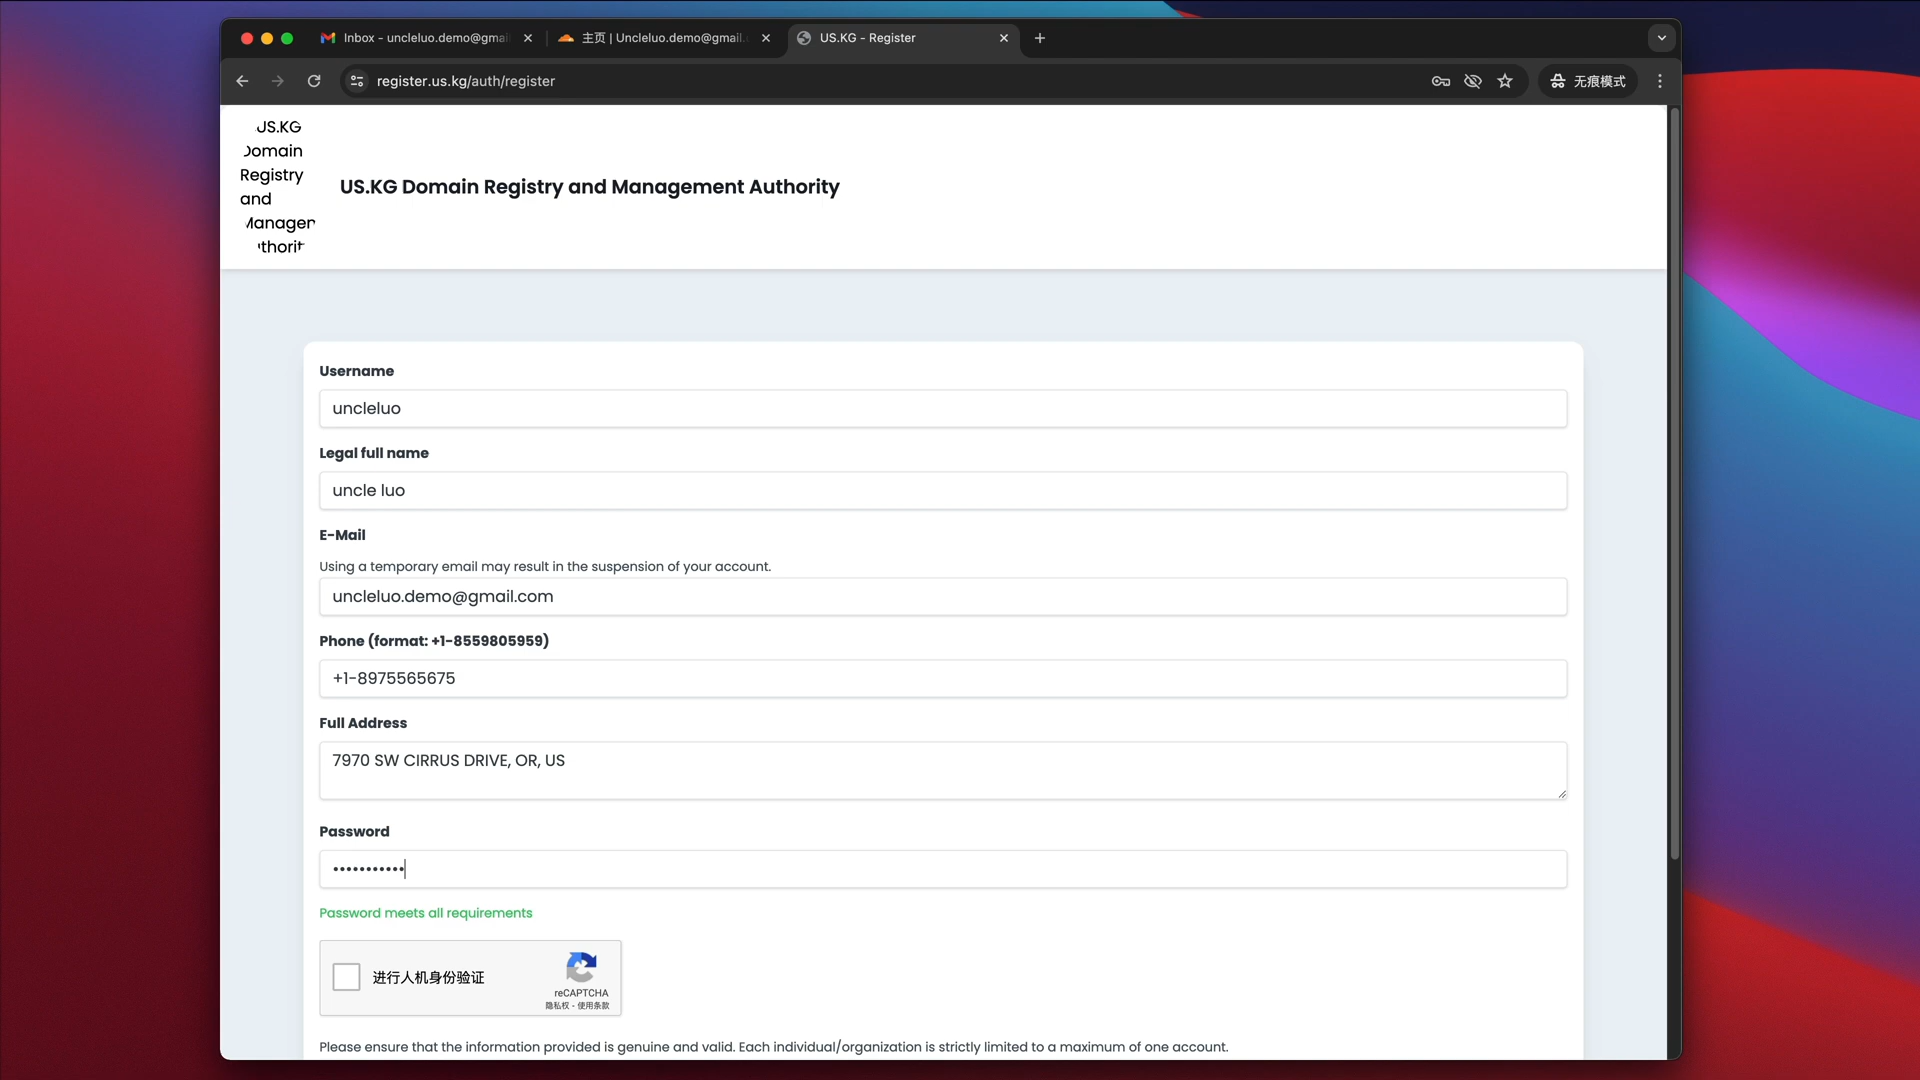 Inbox - uncleluo.demo@gmai
主页 | Uncleluo.demo@gmail.
US.KG - Register
register.us.kg/auth/register
无痕模式
US.KG
Domain
Registry
and
Managen
thorit
US.KG Domain Registry and Management Authority
Username
uncleluo
Legal full name
uncle luo
E-Mail
Using a temporary email may result in the suspension of your account.
uncleluo.demo@gmail.com
Phone (format: +1-8559805959)
+1-8975565675
Full Address
7970 SW CIRRUS DRIVE, OR, US
Password
•••••••••••
Password meets all requirements
进行人机身份验证
reCAPTCHA
隐私权 - 使用条款
Please ensure that the information provided is genuine and valid. Each individual/organization is strictly limited to a maximum of one account.